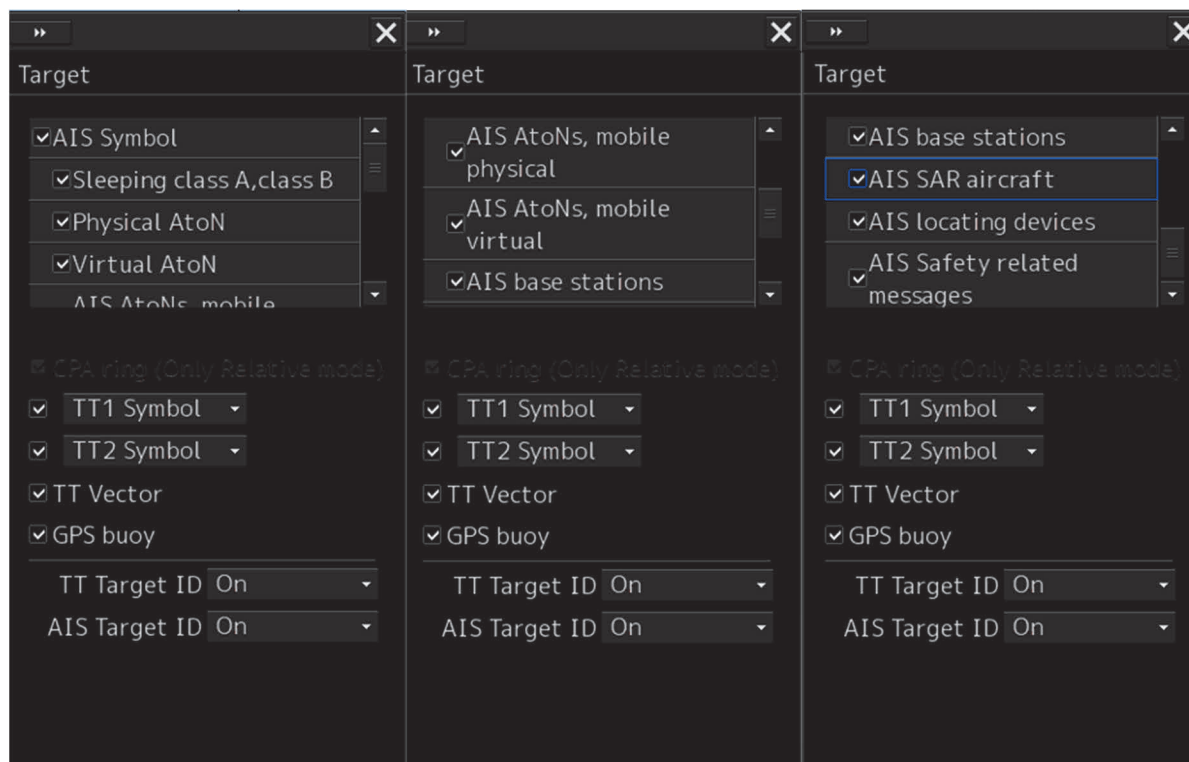 Target
AIS Symbol
Sleeping class A,class B
Physical AtoN
Virtual AtoN
AIS AtoNs, mobile
CPA ring (Only Relative mode)
TT1 Symbol
TT2 Symbol
TT Vector
GPS buoy
TT Target ID On
AIS Target ID On
Target
AIS AtoNs, mobile
physical
AIS AtoNs, mobile
virtual
AIS base stations
CPA ring (Only Relative mode)
TT1 Symbol
TT2 Symbol
TT Vector
GPS buoy
TT Target ID On
AIS Target ID On
Target
AIS base stations
AIS SAR aircraft
AIS locating devices
AIS Safety related
messages
CPA ring (Only Relative mode)
TT1 Symbol
TT2 Symbol
TT Vector
GPS buoy
TT Target ID On
AIS Target ID On